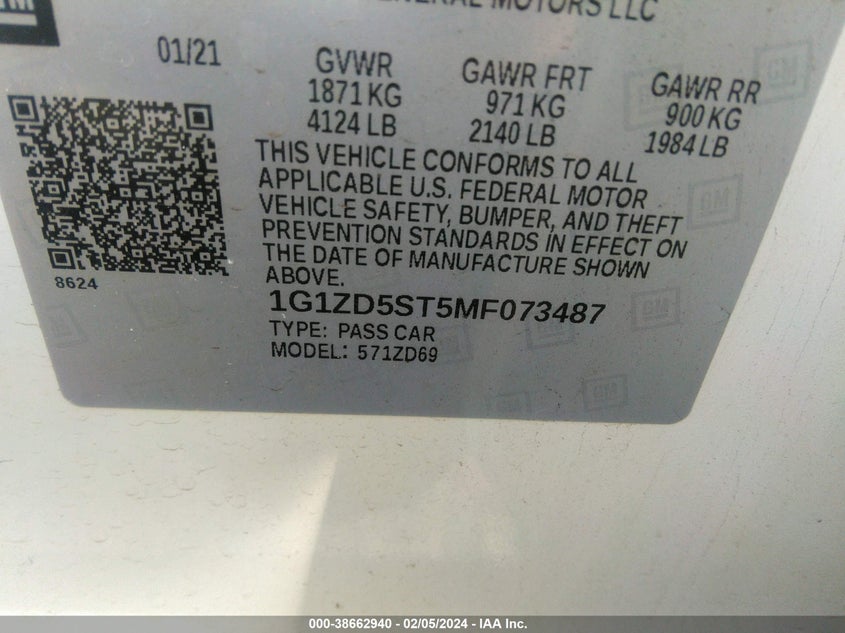 GENERAL MOTORS LLC
01/21
GVWR
1871 KG
4124 LB
GAWR FRT
971 KG
2140 LB
GAWR RR
900 KG
1984 LB
THIS VEHICLE CONFORMS TO ALL
APPLICABLE U.S. FEDERAL MOTOR
VEHICLE SAFETY, BUMPER, AND THEFT
PREVENTION STANDARDS IN EFFECT ON
THE DATE OF MANUFACTURE SHOWN
ABOVE.
8624
1G1ZD5ST5MF073487
TYPE: PASS CAR
MODEL: 571ZD69
000-38662940 - 02/05/2024 - IAA Inc.